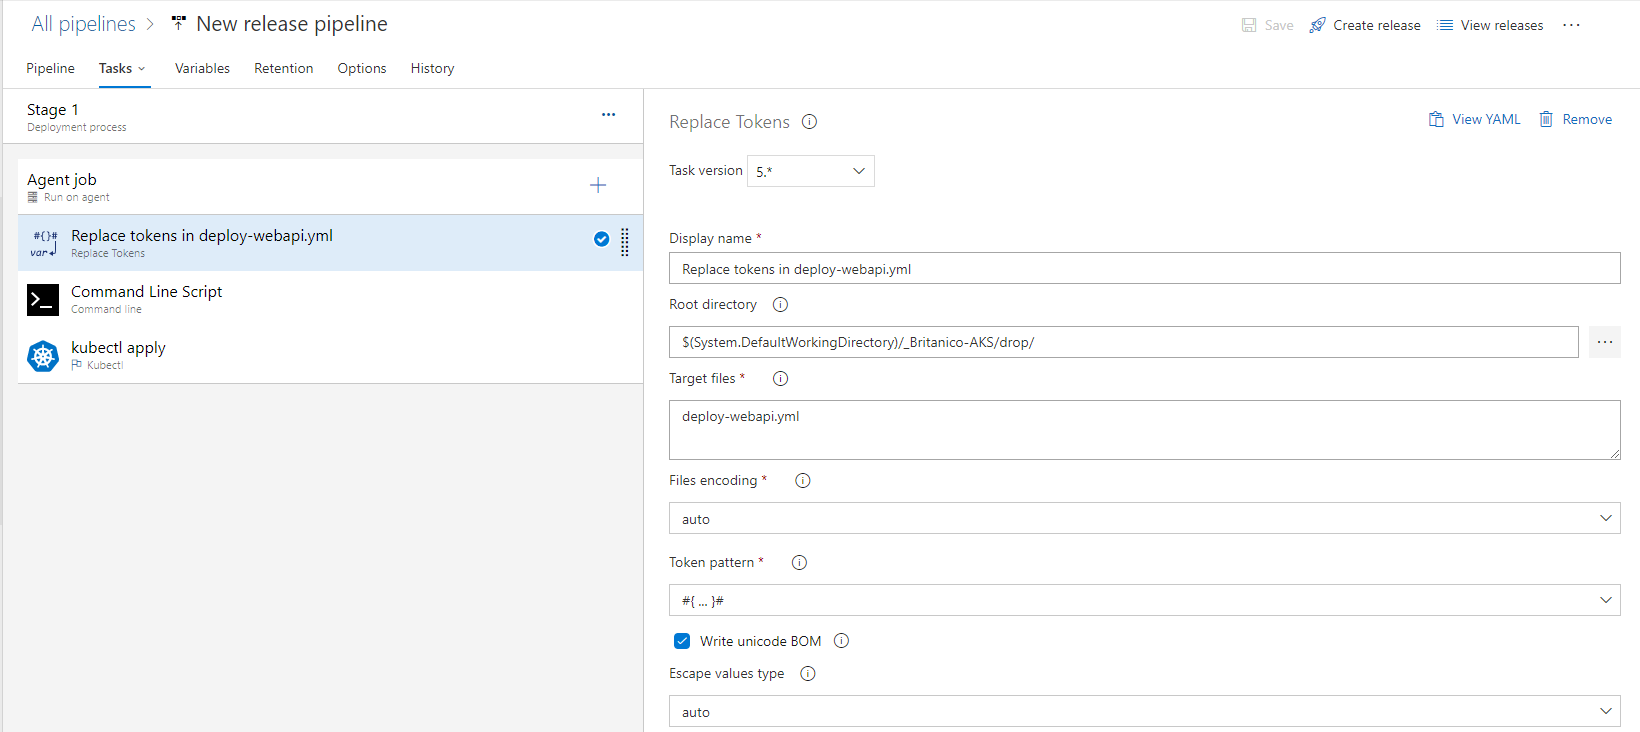 All pipelines > New release pipeline
Save Create release View releases ...
Pipeline Tasks Variables Retention Options History
Stage 1
Deployment process
...
Agent job
Run on agent
+
#{}#
var
Replace tokens in deploy-webapi.yml
Replace Tokens
Command Line Script
Command line
kubectl apply
Kubectl
Replace Tokens
View YAML Remove
Task version 5.*
Display name *
Replace tokens in deploy-webapi.yml
Root directory
$(System.DefaultWorkingDirectory)/_Britanico-AKS/drop/
...
Target files *
deploy-webapi.yml
Files encoding *
auto
Token pattern *
#{ ... }#
Write unicode BOM
Escape values type
auto